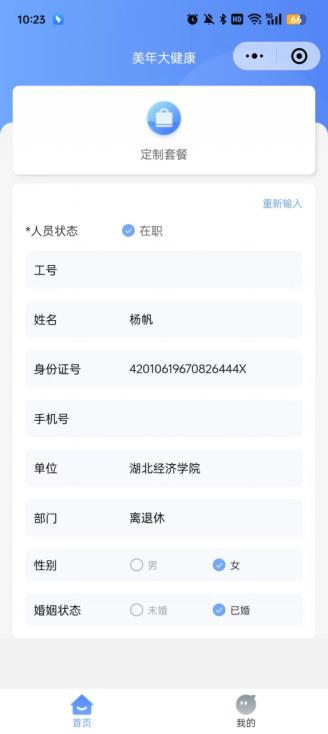 10:23
HD
5G
66
美年大健康
定制套餐
重新输入
*人员状态 在职
工号
姓名 杨帆
身份证号 42010619670826444X
手机号
单位 湖北经济学院
部门 离退休
性别 男 女
婚姻状态 未婚 已婚
首页 我的